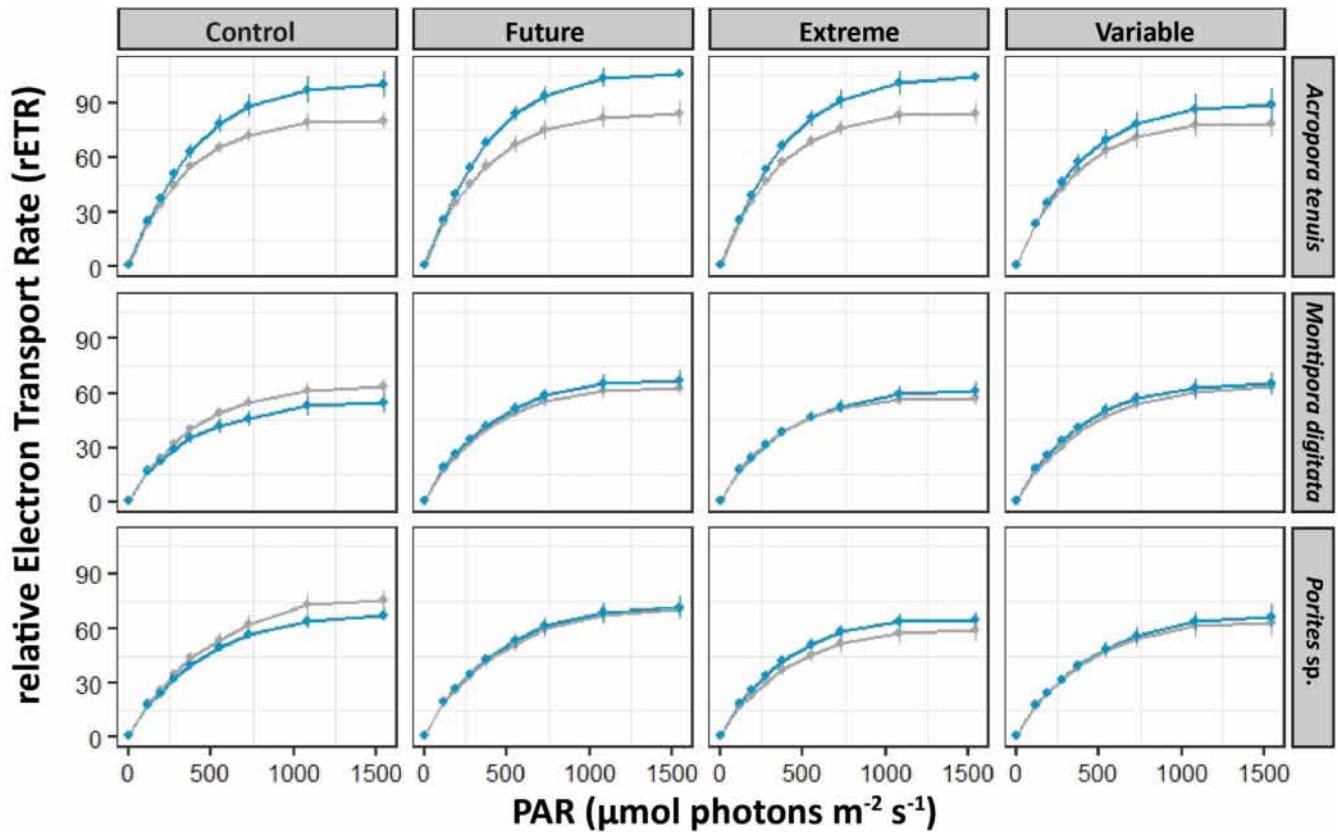 Control Future Extreme Variable
relative Electron Transport Rate (rETR)
90
60
30
0
Acropora tenuis
90
60
30
0
Montipora digitata
90
60
30
0
Porites sp.
0 500 1000 1500 0 500 1000 1500 0 500 1000 1500 0 500 1000 1500
PAR (µmol photons m⁻² s⁻¹)